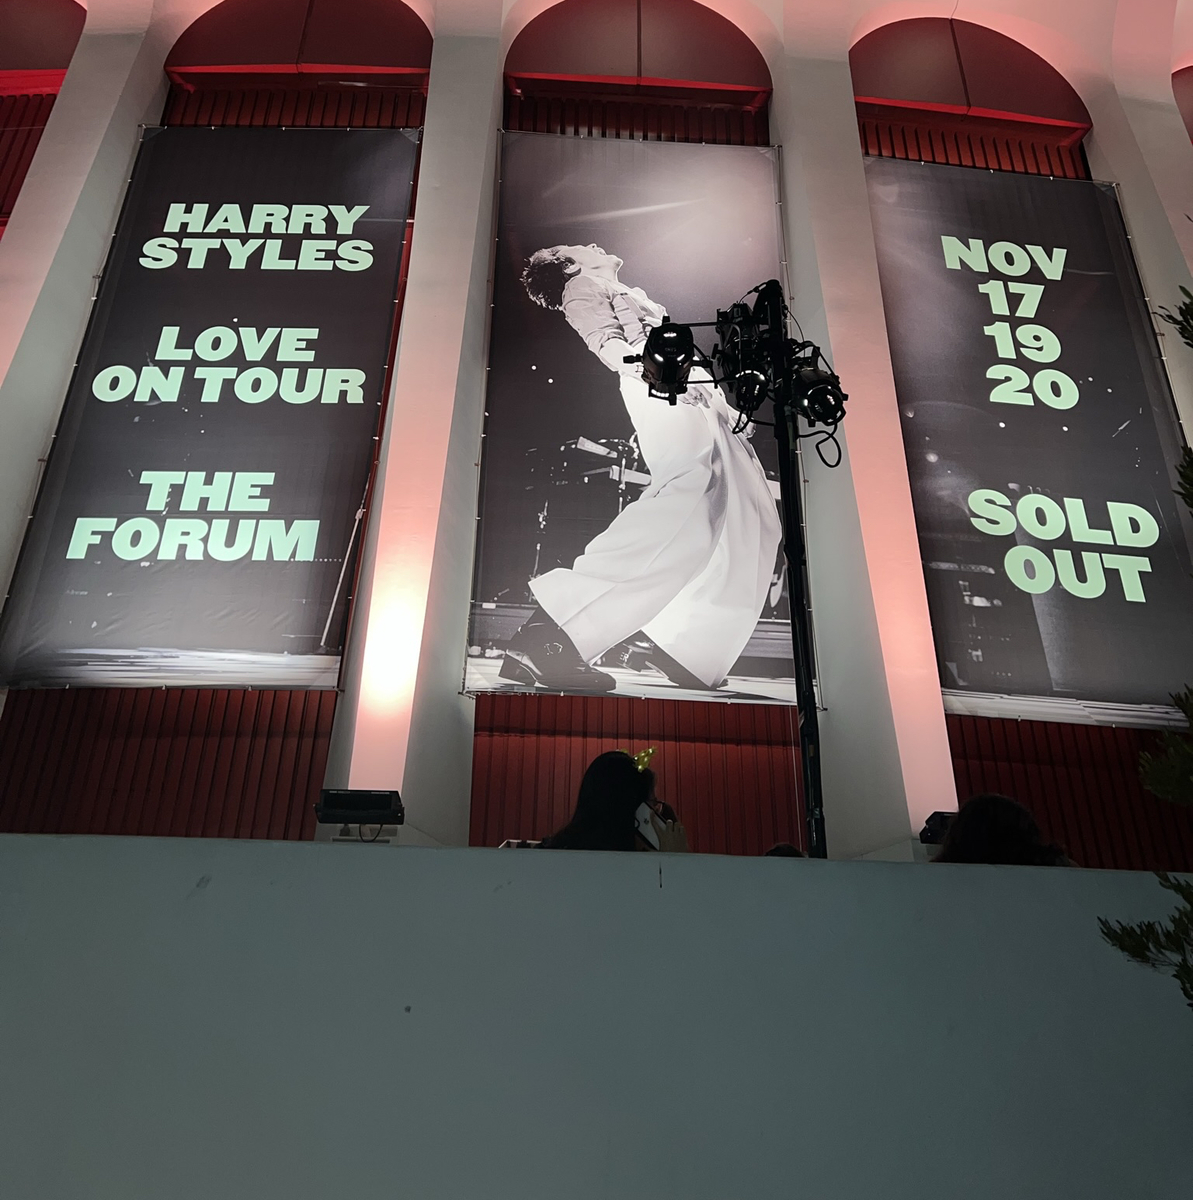 HARRY
STYLES
LOVE
ON TOUR
THE
FORUM
NOV
17
19
20
SOLD
OUT